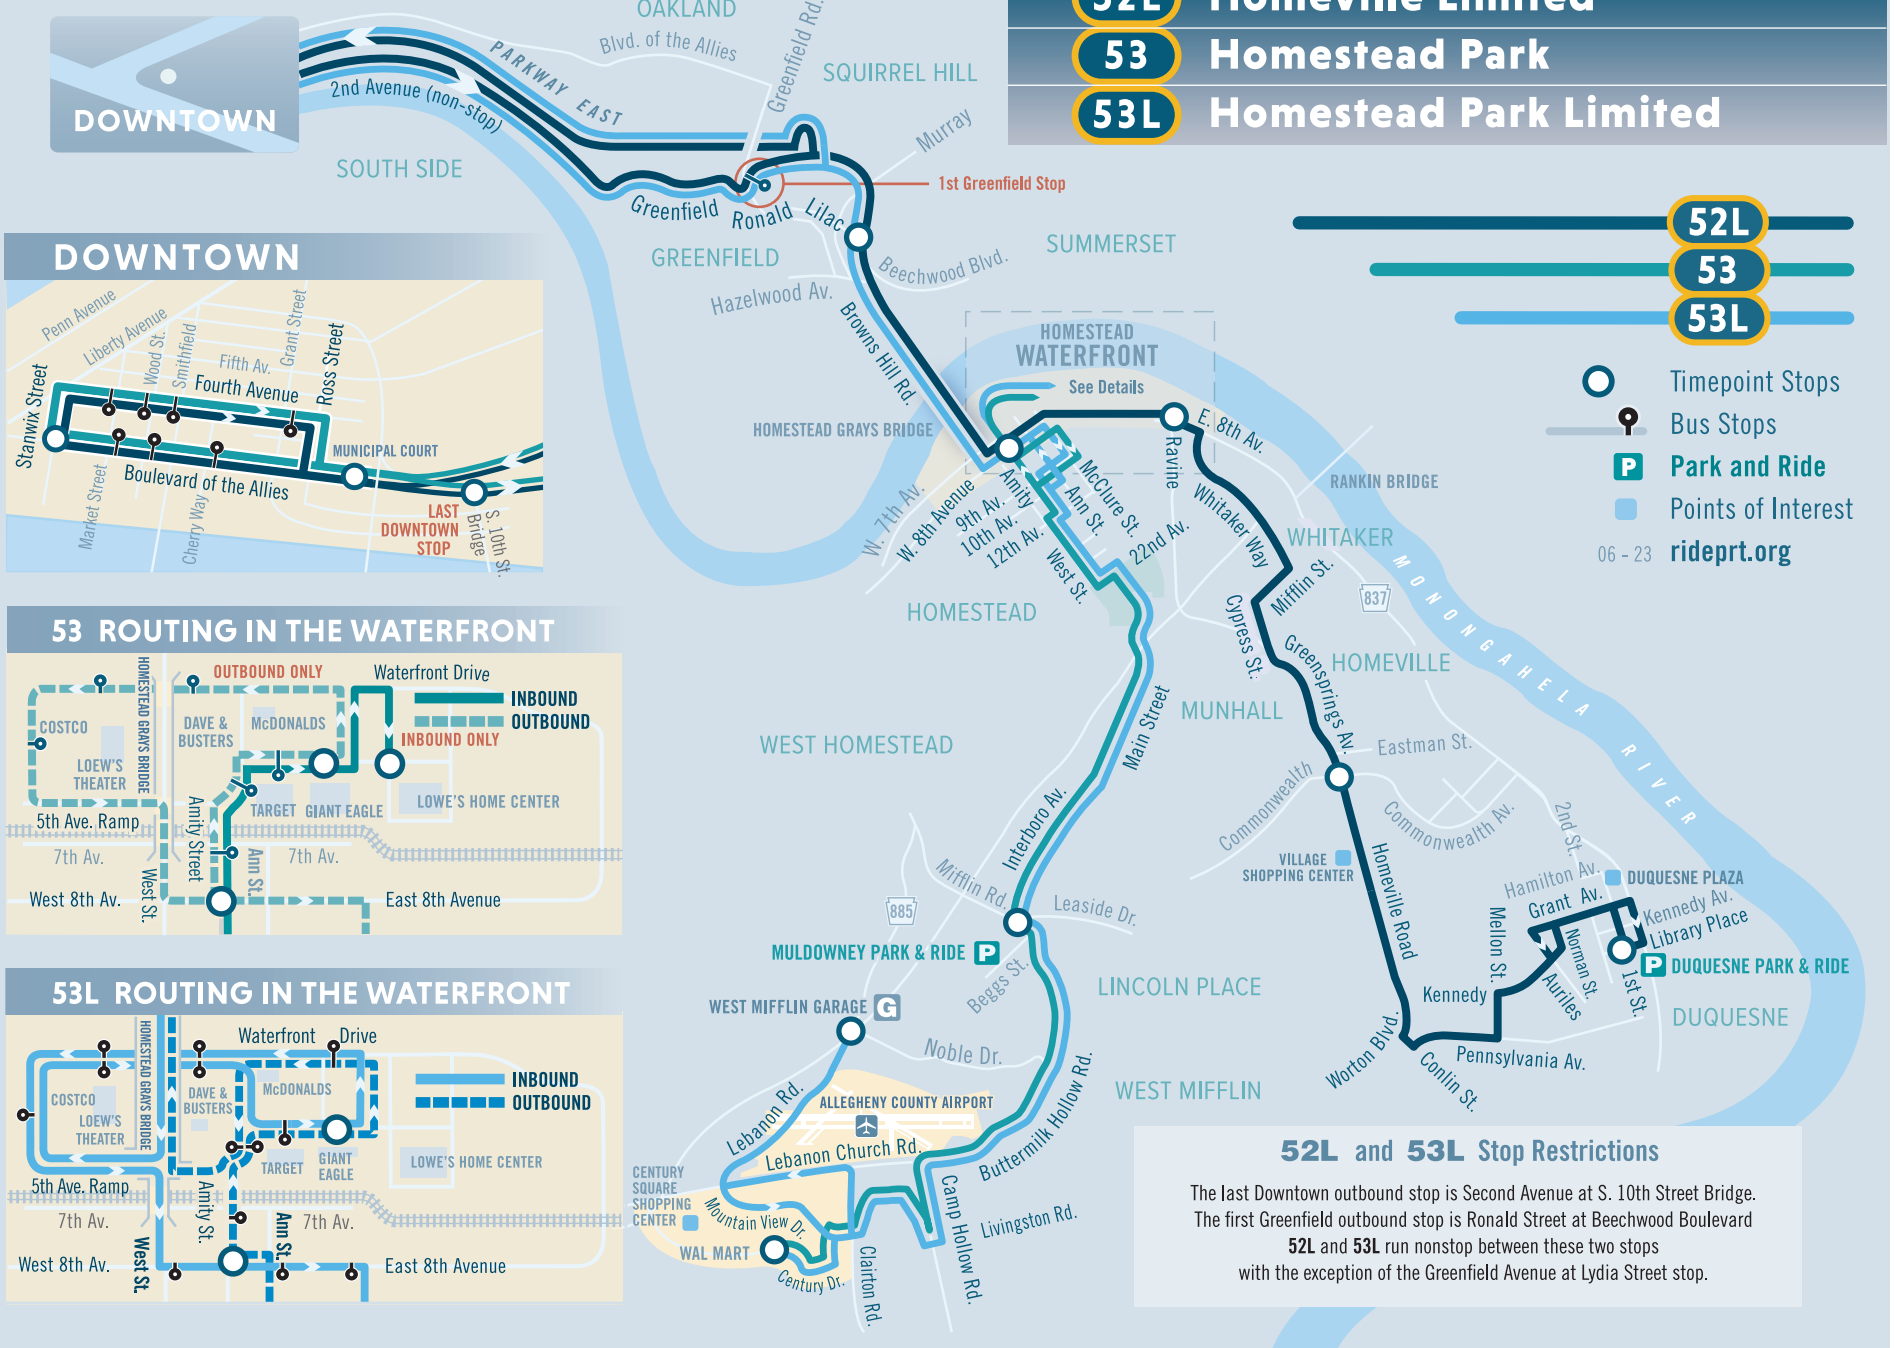 52L Homeville Limited
53 Homestead Park
53L Homestead Park Limited
OAKLAND
Blvd. of the Allies
Greenfield Rd.
SQUIRREL HILL
PARKWAY EAST
2nd Avenue (non-stop)
DOWNTOWN
SOUTH SIDE
Murray
1st Greenfield Stop
Greenfield
Ronald
Lilac
GREENFIELD
SUMMERSET
Beechwood Blvd.
Hazelwood Av.
Browns Hill Rd.
HOMESTEAD
WATERFRONT
See Details
HOMESTEAD GRAYS BRIDGE
E. 8th Av.
Ravine
W. 7th Av.
W. 8th Avenue
9th Av.
10th Av.
12th Av.
Amity
McClure St.
Ann St.
22nd Av.
West St.
Whitaker Way
RANKIN BRIDGE
WHITAKER
Mifflin St.
837
MONONGAHELA RIVER
HOMESTEAD
Cypress St.
Greensprings Av.
HOMEVILLE
MUNHALL
WEST HOMESTEAD
Main Street
Eastman St.
Commonwealth
Commonwealth Av.
2nd St.
Interboro Av.
VILLAGE
SHOPPING CENTER
Homeville Road
Hamilton Av.
DUQUESNE PLAZA
Grant Av.
Kennedy Av.
Library Place
Mellon St.
Norman St.
Auriles
1st St.
P DUQUESNE PARK & RIDE
Kennedy
DUQUESNE
Worton Blvd.
Conlin St.
Pennsylvania Av.
Mifflin Rd.
885
Leaside Dr.
MULDOWNEY PARK & RIDE P
Beggs St.
LINCOLN PLACE
WEST MIFFLIN GARAGE G
Noble Dr.
WEST MIFFLIN
Lebanon Rd.
ALLEGHENY COUNTY AIRPORT
Lebanon Church Rd.
Buttermilk Hollow Rd.
CENTURY
SQUARE
SHOPPING
CENTER
Mountain View Dr.
WAL MART
Century Dr.
Clairton Rd.
Camp Hollow Rd.
Livingston Rd.
52L
53
53L
Timepoint Stops
Bus Stops
P Park and Ride
Points of Interest
06 - 23 rideprt.org
DOWNTOWN
Penn Avenue
Liberty Avenue
Wood St.
Smithfield
Fifth Av.
Grant Street
Ross Street
Fourth Avenue
Stanwix Street
MUNICIPAL COURT
Boulevard of the Allies
Market Street
Cherry Way
LAST
DOWNTOWN
STOP
S. 10th St.
Bridge
53 ROUTING IN THE WATERFRONT
OUTBOUND ONLY
Waterfront Drive
INBOUND
OUTBOUND
INBOUND ONLY
HOMESTEAD GRAYS BRIDGE
COSTCO
DAVE &
BUSTERS
McDONALDS
LOEW'S
THEATER
TARGET
GIANT EAGLE
LOWE'S HOME CENTER
5th Ave. Ramp
Amity Street
7th Av.
Ann St.
7th Av.
West St.
West 8th Av.
East 8th Avenue
53L ROUTING IN THE WATERFRONT
Waterfront Drive
INBOUND
OUTBOUND
HOMESTEAD GRAYS BRIDGE
COSTCO
DAVE &
BUSTERS
McDONALDS
LOEW'S
THEATER
TARGET
GIANT
EAGLE
LOWE'S HOME CENTER
5th Ave. Ramp
Amity St.
7th Av.
Ann St.
7th Av.
West St.
West 8th Av.
East 8th Avenue
52L and 53L Stop Restrictions
The last Downtown outbound stop is Second Avenue at S. 10th Street Bridge.
The first Greenfield outbound stop is Ronald Street at Beechwood Boulevard
52L and 53L run nonstop between these two stops
with the exception of the Greenfield Avenue at Lydia Street stop.